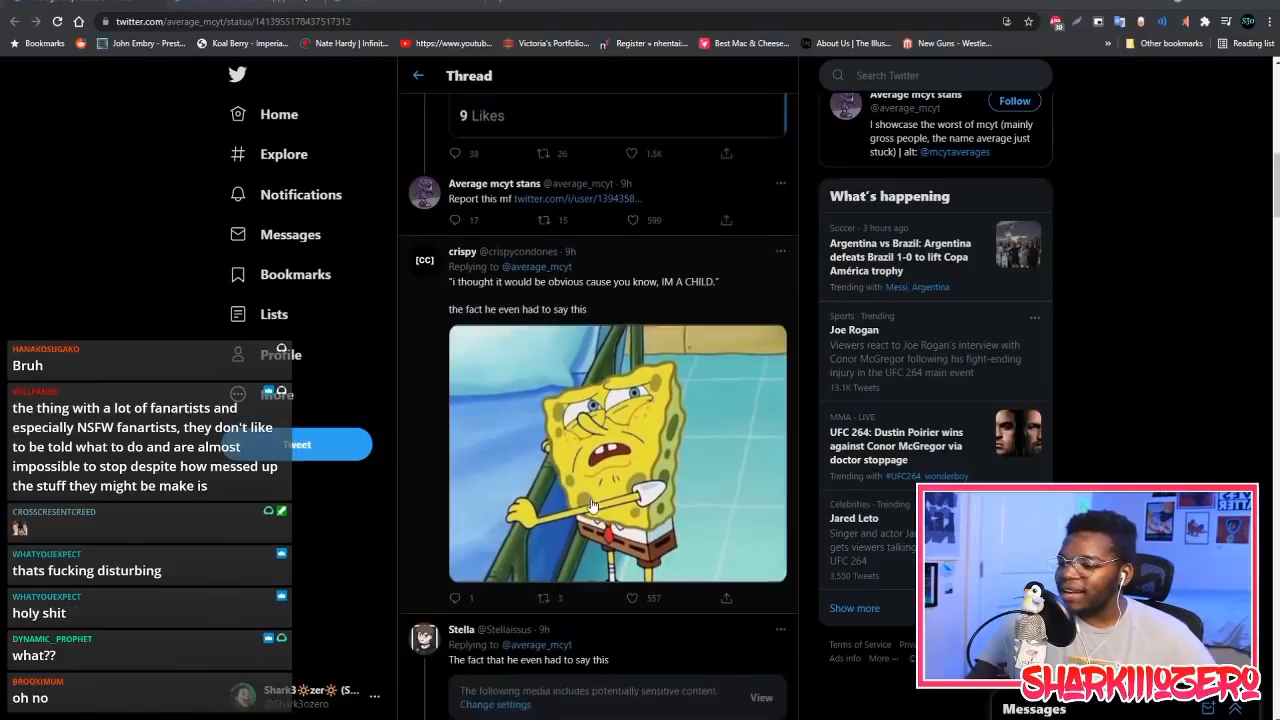 twitter.com/average_mcyt/status/1413955178437517312
Bookmarks
John Embry - Prest...
Koal Berry - Imperia...
Nate Hardy | Infinit...
https://www.youtub...
Victoria's Portfolio...
Register » nhentai:...
Best Mac & Cheese...
About Us | The Illus...
New Guns - Westle...
Other bookmarks
Reading list
Home
Explore
Notifications
Messages
Bookmarks
Lists
Profile
More
Tweet
Shark3🔆zer🔆 (S...
@Shark3ozero
HANAKOSUGAKO
Bruh
WILLFANGS
the thing with a lot of fanartists and
especially NSFW fanartists, they don't like
to be told what to do and are almost
impossible to stop despite how messed up
the stuff they might be making is
CROSSCRESENTCREED
WHATYOUEXPECT
thats fucking disturbing
WHATYOUEXPECT
holy shit
DYNAMIC__PROPHET
what??
BROOXIMUM
oh no
Thread
9 Likes
38 26 1.5K
Average mcyt stans @average_mcyt · 9h
Report this mf twitter.com/i/user/1394358...
17 15 599
[CC]
crispy @crispycondones · 9h
Replying to @average_mcyt
"i thought it would be obvious cause you know, IM A CHILD."
the fact he even had to say this
1 3 557
Stella @Stellaissus · 9h
Replying to @average_mcyt
The fact that he even had to say this
The following media includes potentially sensitive content.
Change settings
View
Search Twitter
Average mcyt stans
@average_mcyt
Follow
I showcase the worst of mcyt (mainly
gross people, the name average just
stuck) | alt: @mcytaverages
What's happening
Soccer · 3 hours ago
Argentina vs Brazil: Argentina
defeats Brazil 1-0 to lift Copa
América trophy
Trending with Messi, Argentina
Sports · Trending
Joe Rogan
Viewers react to Joe Rogan's interview with
Conor McGregor following his fight-ending
injury in the UFC 264 main event
13.1K Tweets
MMA · LIVE
UFC 264: Dustin Poirier wins
against Conor McGregor via
doctor stoppage
Trending with #UFC264, wonderboy
Celebrities · Trending
Jared Leto
Singer and actor Jar
gets viewers talking
UFC 264
3,550 Tweets
Show more
Terms of Service
Ads info More ···
SHARKIIIOZERO
Messages